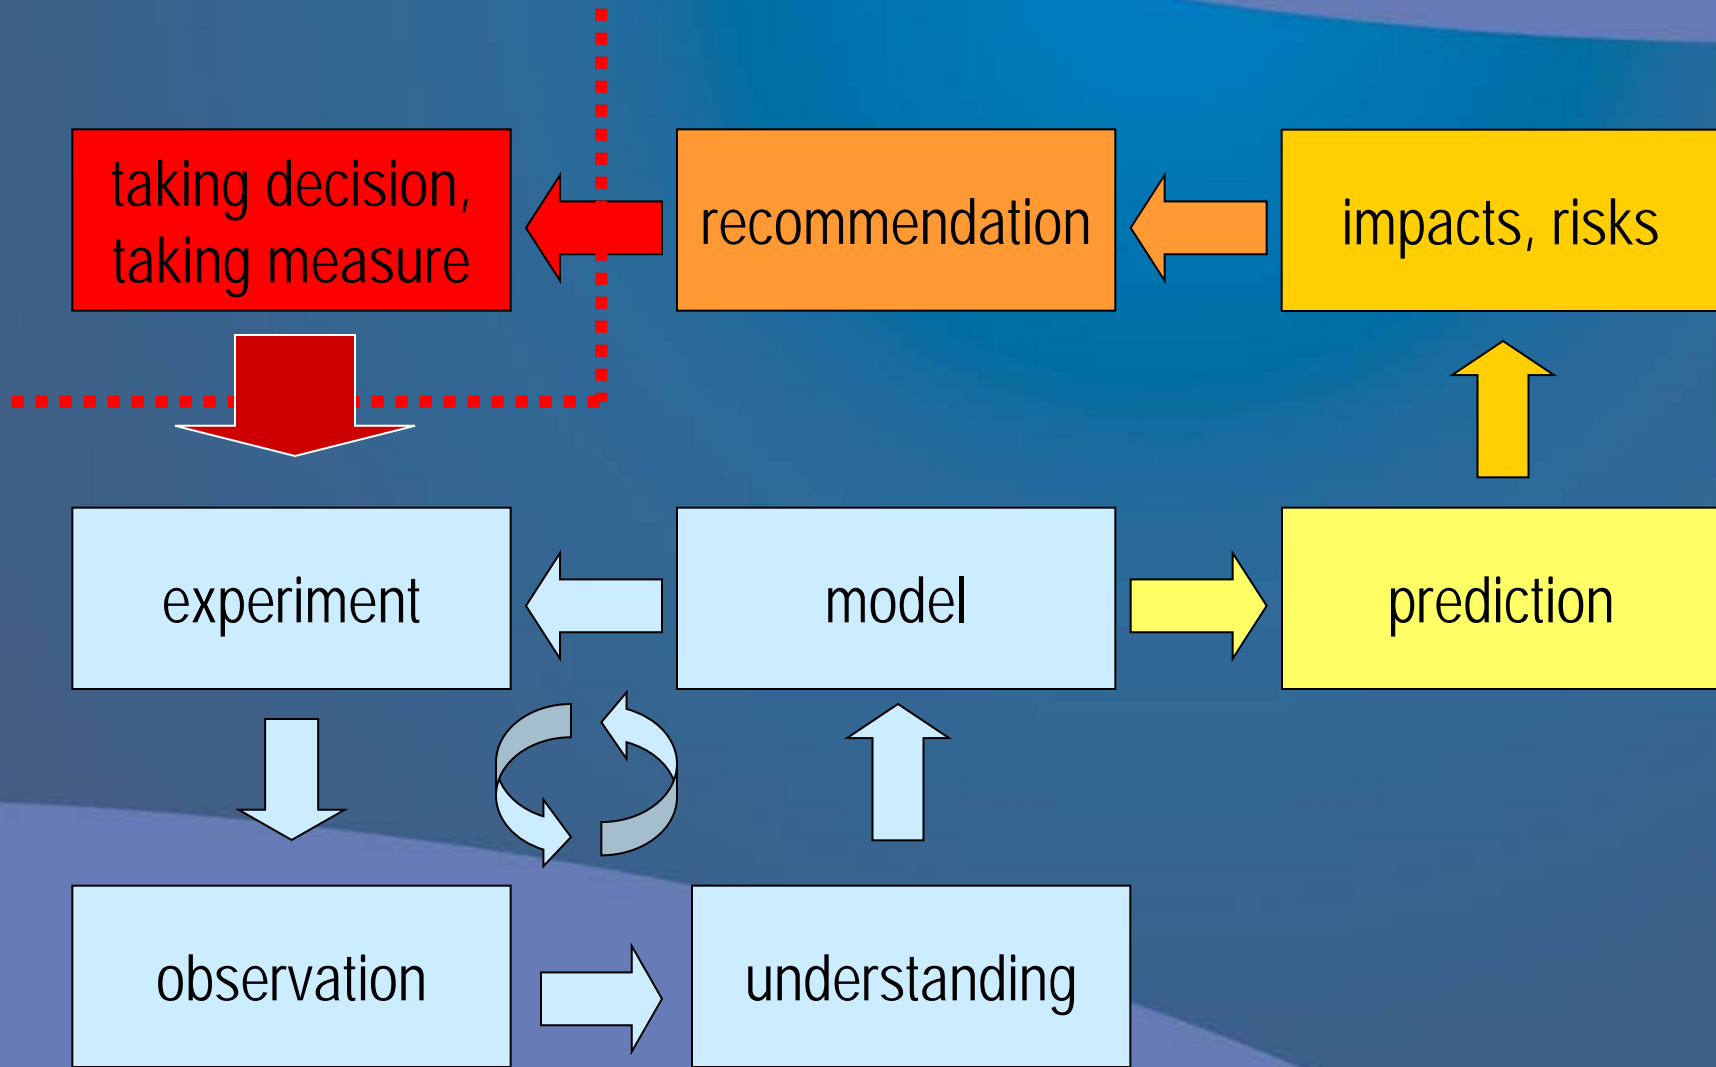 taking decision,
taking measure
recommendation
impacts, risks
experiment
model
prediction
observation
understanding